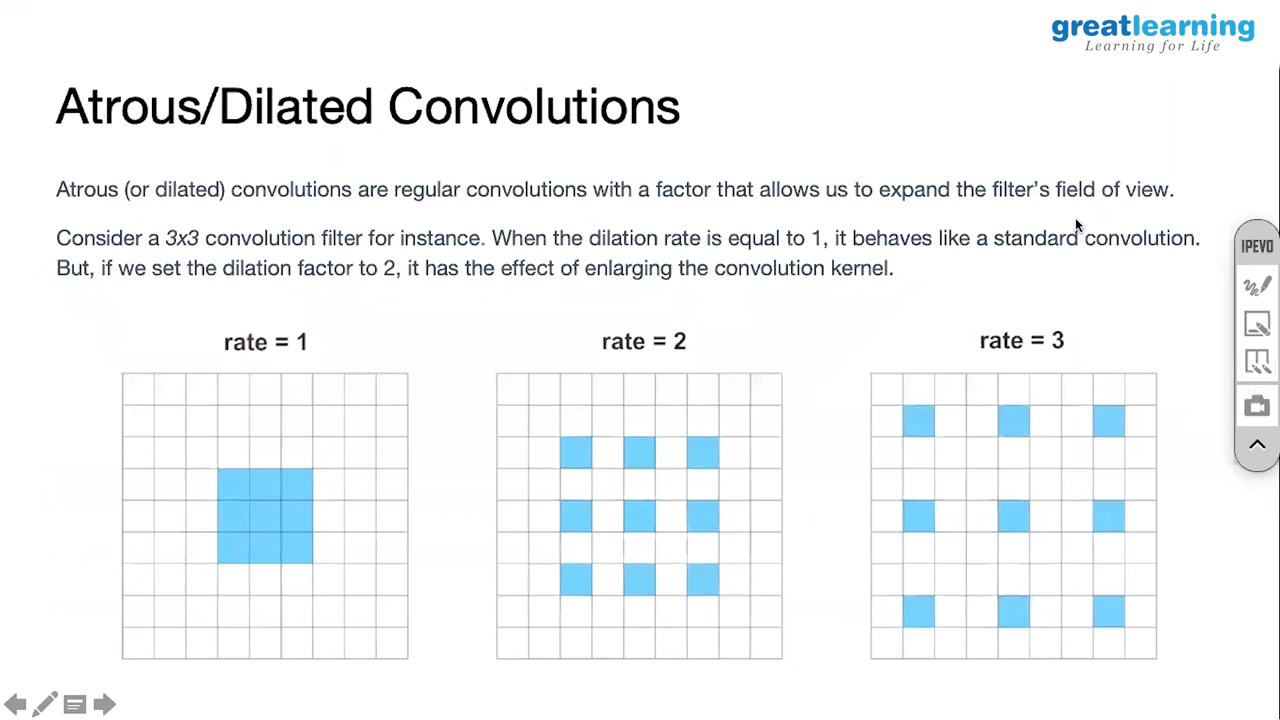 greatlearning
Learning for Life
Atrous/Dilated Convolutions
Atrous (or dilated) convolutions are regular convolutions with a factor that allows us to expand the filter's field of view.
Consider a 3x3 convolution filter for instance. When the dilation rate is equal to 1, it behaves like a standard convolution.
But, if we set the dilation factor to 2, it has the effect of enlarging the convolution kernel.
rate = 1
rate = 2
rate = 3
IPEVO